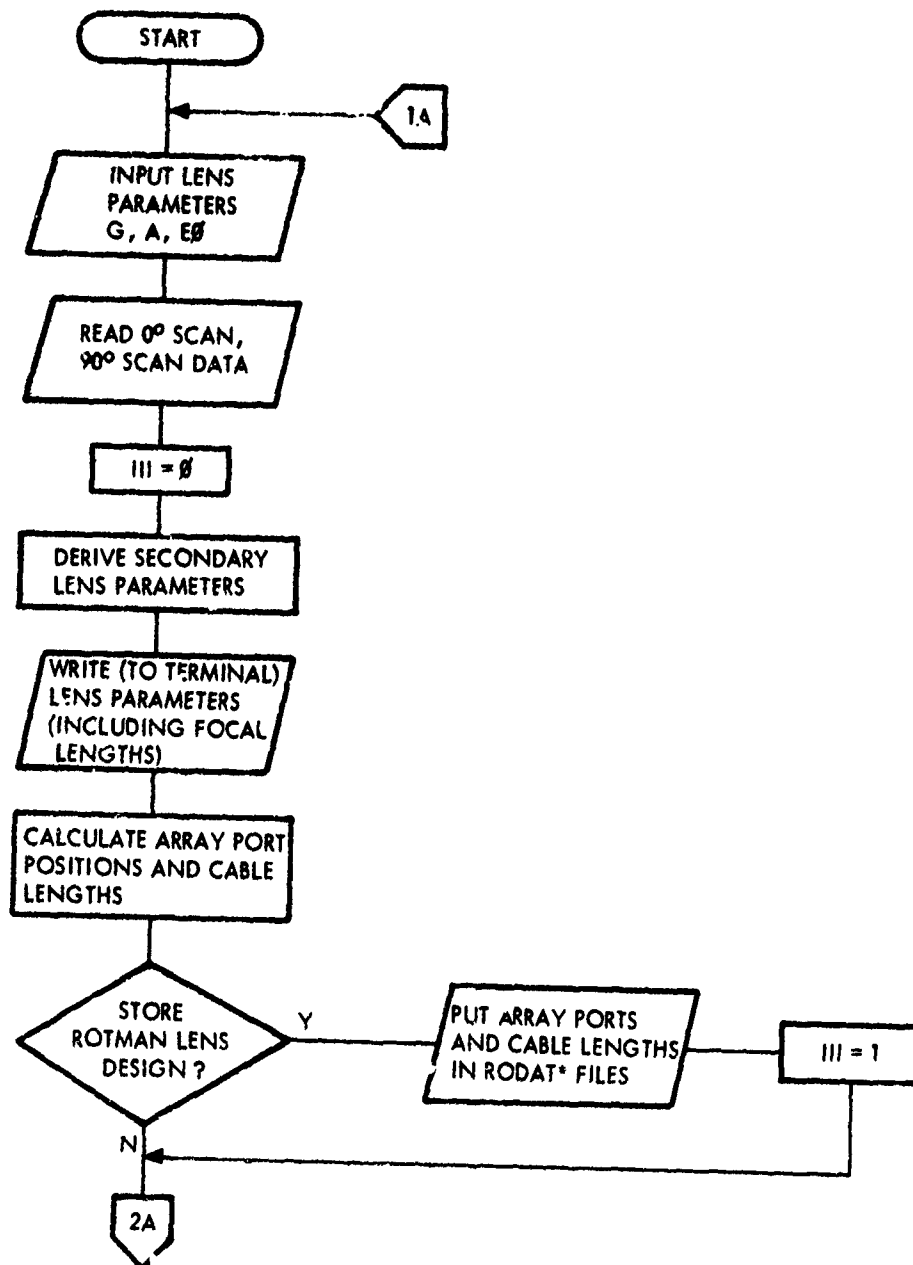 START
1A
INPUT LENS
PARAMETERS
G, A, EØ
READ 0° SCAN,
90° SCAN DATA
III = Ø
DERIVE SECONDARY
LENS PARAMETERS
WRITE (TO TERMINAL)
LENS PARAMETERS
(INCLUDING FOCAL
LENGTHS)
CALCULATE ARRAY PORT
POSITIONS AND CABLE
LENGTHS
STORE
ROTMAN LENS
DESIGN ?
Y
PUT ARRAY PORTS
AND CABLE LENGTHS
IN RODAT* FILES
III = 1
N
2A